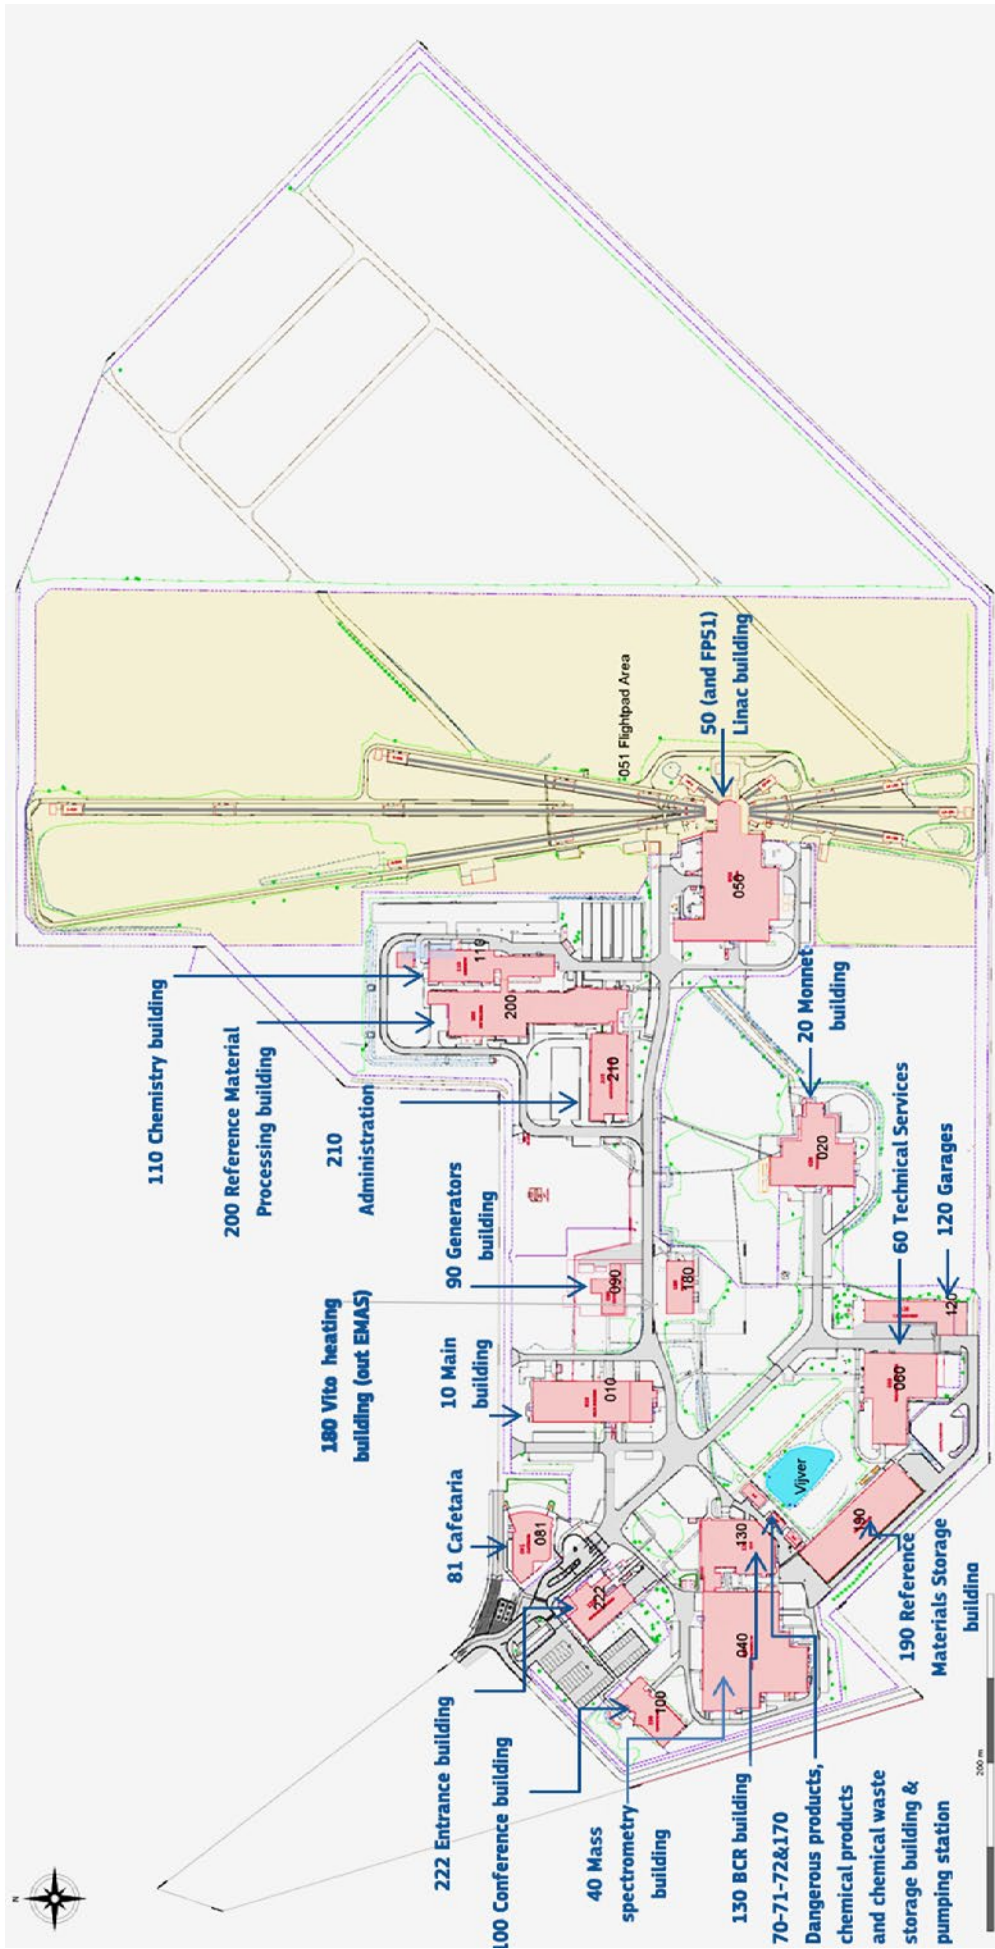 N
110 Chemistry building
200 Reference Material
Processing building
210
Administration
90 Generators
building
180 Vito heating
building (out EMAS)
10 Main
building
81 Cafetaria
222 Entrance building
100 Conference building
40 Mass
spectrometry
building
130 BCR building
70-71-72&170
Dangerous products,
chemical products
and chemical waste
storage building &
pumping station
190 Reference
Materials Storage
building
120 Garages
60 Technical Services
20 Monnet
building
50 (and FP51)
Linac building
051 Flightpad Area
050
110
200
210
020
090
180
010
120
060
081
222
130
190
Vijver
040
100
200 m